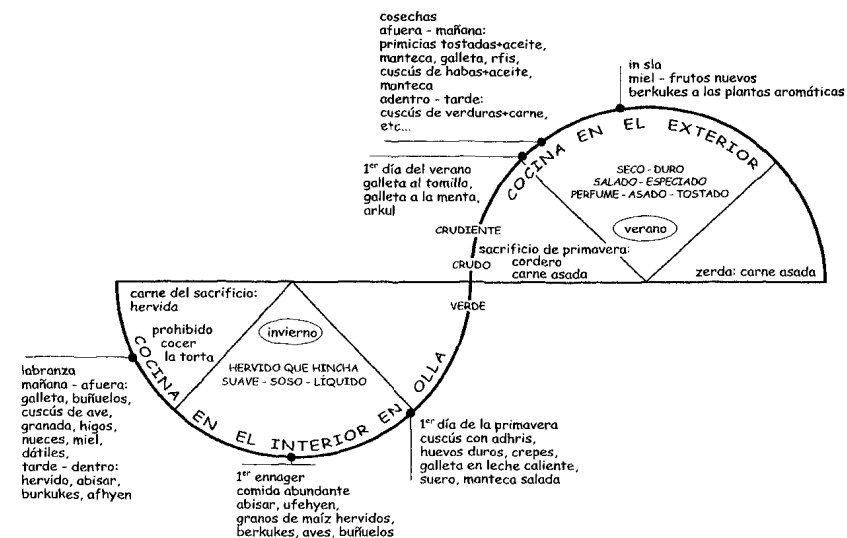 cosechas
afuera - mañana:
primicias tostadas+aceite,
manteca, galleta, rfis,
cuscús de habas+aceite,
manteca
adentro - tarde:
cuscús de verduras+carne,
etc...
in sla
miel - frutos nuevos
berkukes a las plantas aromáticas
1er día del verano
galleta al tomillo,
galleta a la menta,
arkul
COCINA EN EL EXTERIOR
SECO - DURO
SALADO - ESPECIADO
PERFUME - ASADO - TOSTADO
verano
CRUDIENTE
CRUDO
VERDE
sacrificio de primavera:
cordero
carne asada
zerda: carne asada
carne del sacrificio:
hervida
prohibido
cocer
la torta
invierno
HERVIDO QUE HINCHA
SUAVE - SOSO - LÍQUIDO
COCINA EN EL INTERIOR EN OLLA
labranza
mañana - afuera:
galleta, buñuelos,
cuscús de ave,
granada, higos,
nueces, miel,
dátiles,
tarde - dentro:
hervido, abisar,
burkukes, afhyen
1er ennager
comida abundante
abisar, ufehyen,
granos de maíz hervidos,
berkukes, aves, buñuelos
1er día de la primavera
cuscús con adhris,
huevos duros, crepes,
galleta en leche caliente,
suero, manteca salada